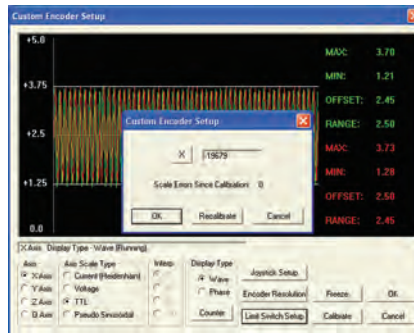 Custom Encoder Setup
+5.0
+3.75
+2.5
+1.25
0.0
MAX: 3.70
MIN: 1.21
OFFSET: 2.45
RANGE: 2.50
MAX: 3.73
MIN: 1.28
OFFSET: 2.50
RANGE: 2.45
Custom Encoder Setup
X -19679
Scale Errors Since Calibration: 0
OK Recalibrate Cancel
X Axis Display Type - Wave (Running)
Axis
X Axis
Y Axis
Z Axis
Q Axis
Axis Scale Type
Current (Heidenhain)
Voltage
TTL
Pseudo Sinusoidal
Interp.
Display Type
Wave
Phase
Counter
Joystick Setup
Encoder Resolution Freeze OK
Limit Switch Setup Calibrate Cancel